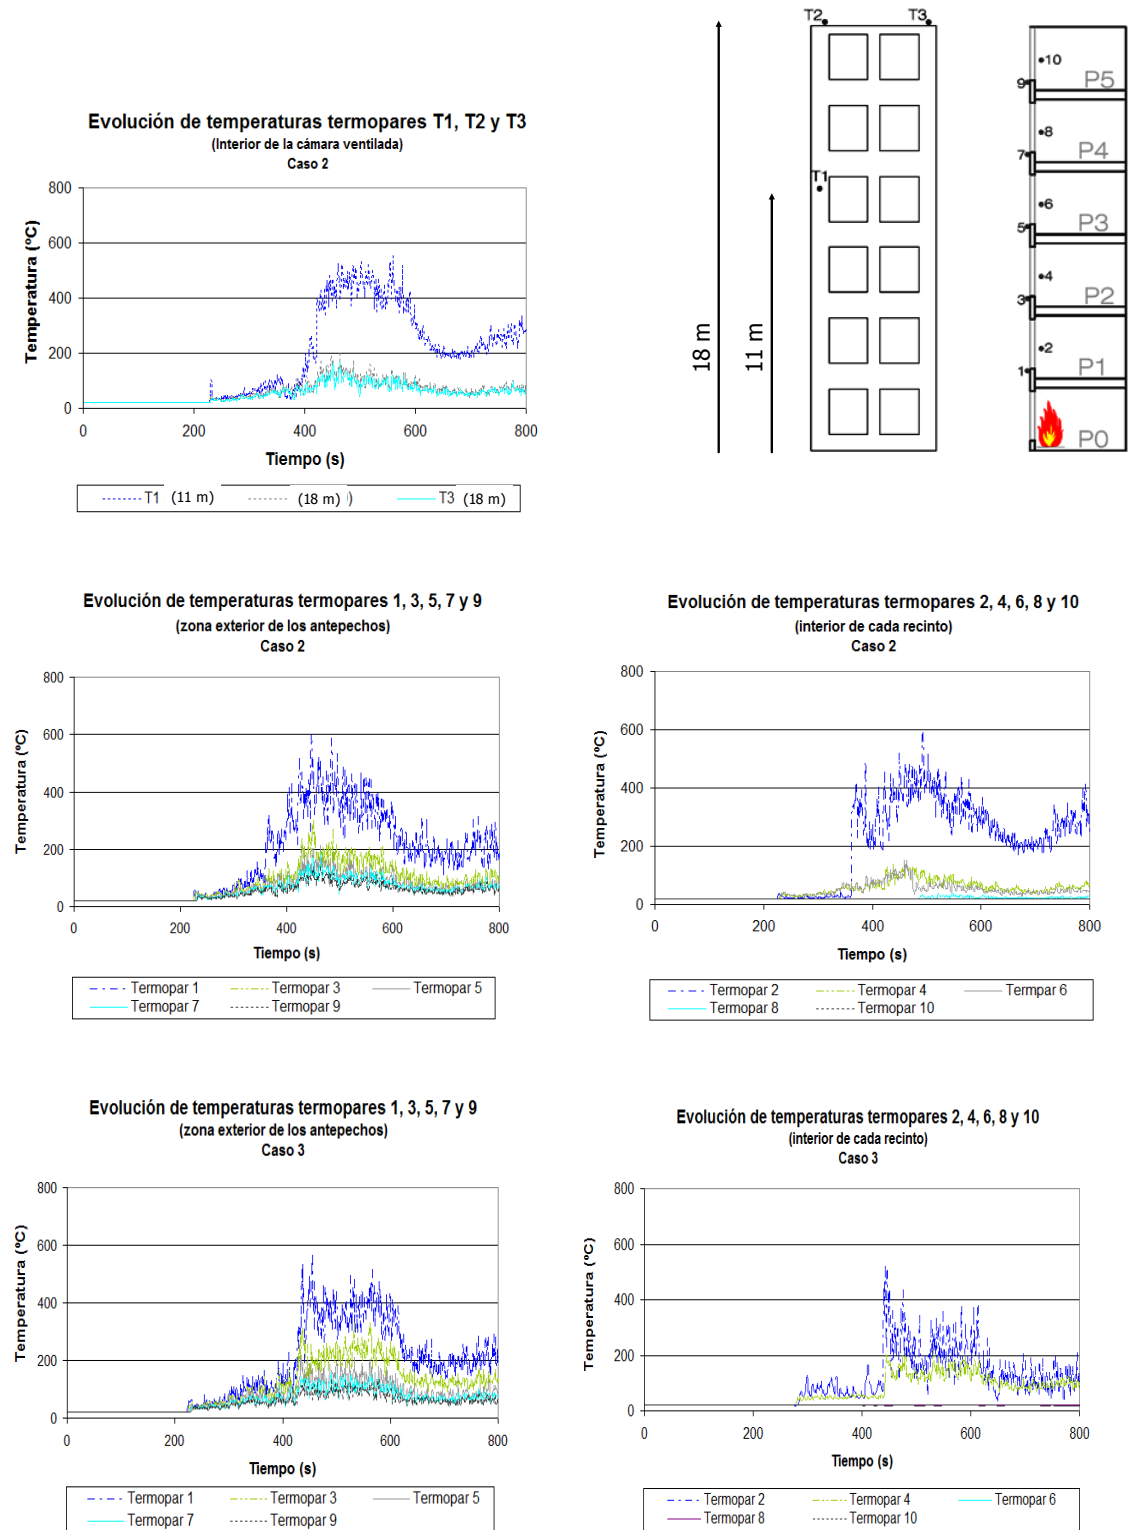 T2
T3
T1
18 m
11 m
10
9
P5
8
7
P4
6
5
P3
4
3
P2
2
1
P1
P0
Evolución de temperaturas termopares T1, T2 y T3
(Interior de la cámara ventilada)
Caso 2
Temperatura (ºC)
800
600
400
200
0
0 200 400 600 800
Tiempo (s)
T1 (11 m) (18 m) ) T3 (18 m)
Evolución de temperaturas termopares 1, 3, 5, 7 y 9
(zona exterior de los antepechos)
Caso 2
Temperatura (ºC)
800
600
400
200
0
0 200 400 600 800
Tiempo (s)
Termopar 1 Termopar 3 Termopar 5
Termopar 7 Termopar 9
Evolución de temperaturas termopares 2, 4, 6, 8 y 10
(interior de cada recinto)
Caso 2
Temperatura (ºC)
800
600
400
200
0
0 200 400 600 800
Tiempo (s)
Termopar 2 Termopar 4 Termpar 6
Termopar 8 Termopar 10
Evolución de temperaturas termopares 1, 3, 5, 7 y 9
(zona exterior de los antepechos)
Caso 3
Temperatura (ºC)
800
600
400
200
0
0 200 400 600 800
Tiempo (s)
Termopar 1 Termopar 3 Termopar 5
Termopar 7 Termopar 9
Evolución de temperaturas termopares 2, 4, 6, 8 y 10
(interior de cada recinto)
Caso 3
Temperatura (ºC)
800
600
400
200
0
0 200 400 600 800
Tiempo (s)
Termopar 2 Termopar 4 Termopar 6
Termopar 8 Termopar 10